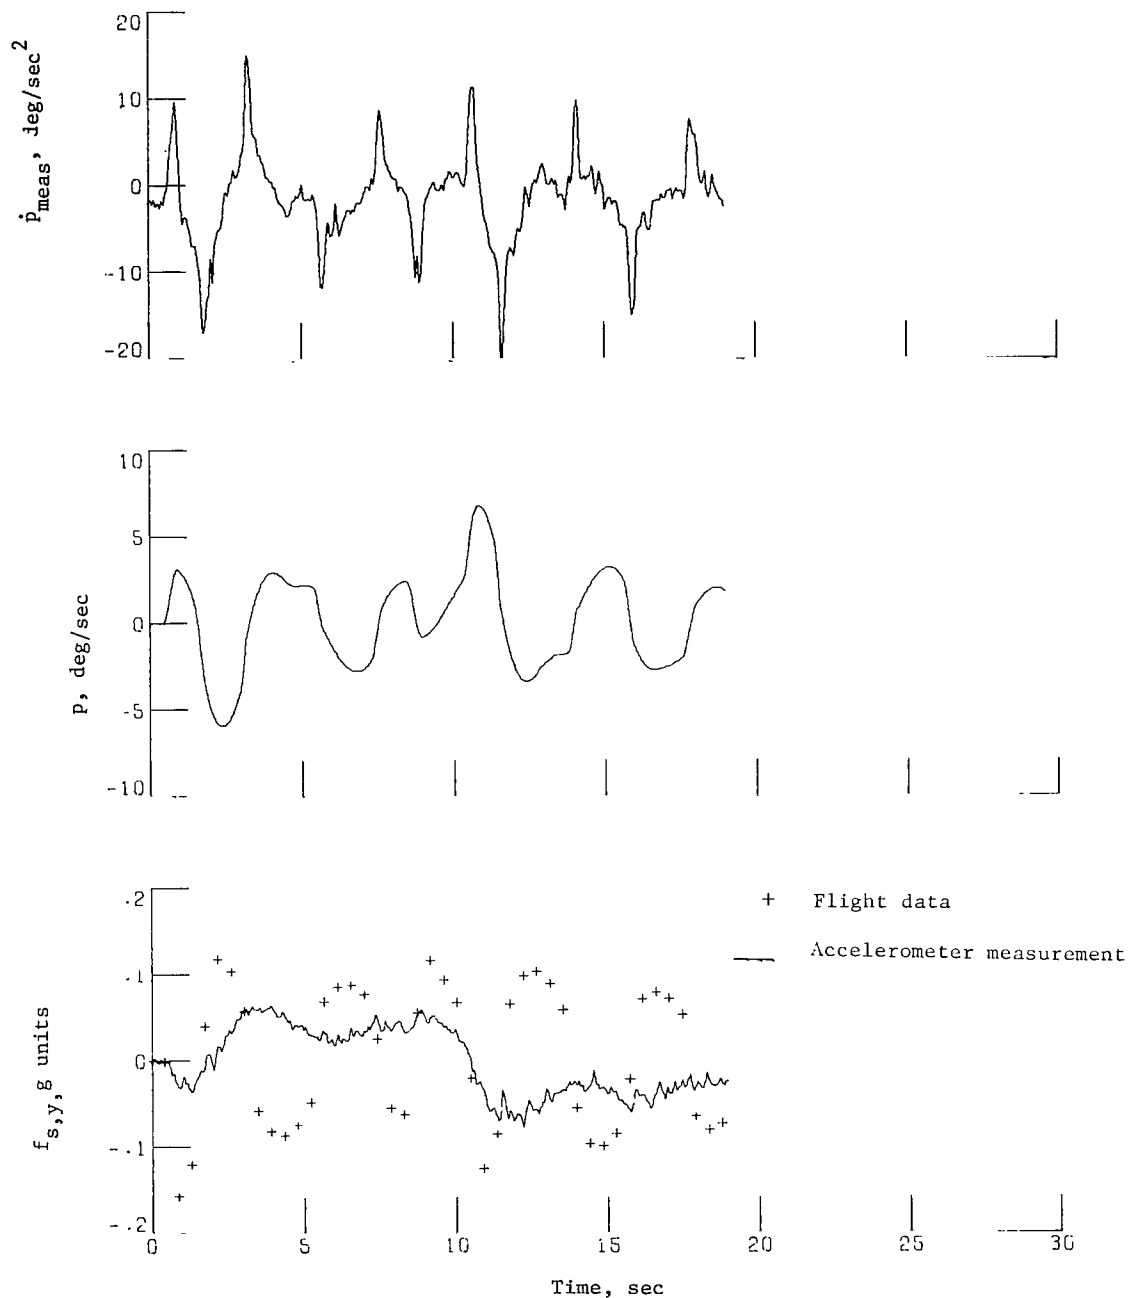 20
10
0
-10
-20
ṗmeas, deg/sec2
10
5
0
-5
-10
p, deg/sec
.2
.1
0
-.1
-.2
fs,y, g units
+ Flight data
Accelerometer measurement
0 5 10 15 20 25 30
Time, sec